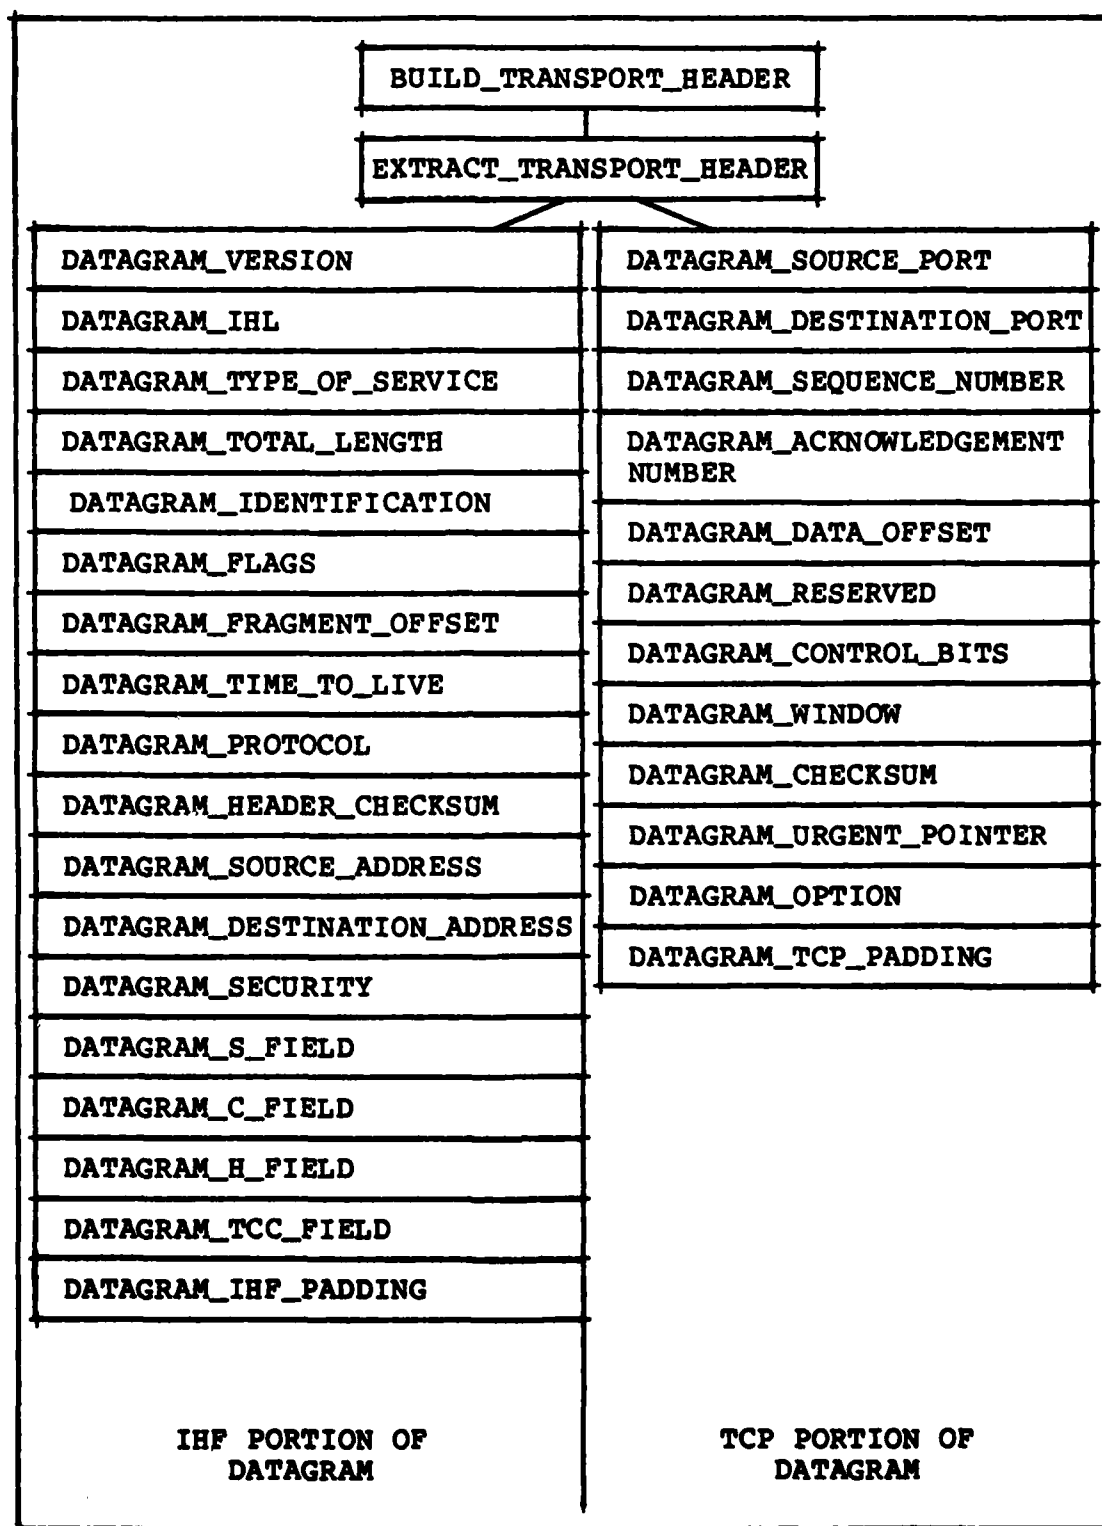 BUILD_TRANSPORT_HEADER
EXTRACT_TRANSPORT_HEADER
DATAGRAM_VERSION
DATAGRAM_IHL
DATAGRAM_TYPE_OF_SERVICE
DATAGRAM_TOTAL_LENGTH
DATAGRAM_IDENTIFICATION
DATAGRAM_FLAGS
DATAGRAM_FRAGMENT_OFFSET
DATAGRAM_TIME_TO_LIVE
DATAGRAM_PROTOCOL
DATAGRAM_HEADER_CHECKSUM
DATAGRAM_SOURCE_ADDRESS
DATAGRAM_DESTINATION_ADDRESS
DATAGRAM_SECURITY
DATAGRAM_S_FIELD
DATAGRAM_C_FIELD
DATAGRAM_H_FIELD
DATAGRAM_TCC_FIELD
DATAGRAM_IHF_PADDING
IHF PORTION OF
DATAGRAM
DATAGRAM_SOURCE_PORT
DATAGRAM_DESTINATION_PORT
DATAGRAM_SEQUENCE_NUMBER
DATAGRAM_ACKNOWLEDGEMENT
NUMBER
DATAGRAM_DATA_OFFSET
DATAGRAM_RESERVED
DATAGRAM_CONTROL_BITS
DATAGRAM_WINDOW
DATAGRAM_CHECKSUM
DATAGRAM_URGENT_POINTER
DATAGRAM_OPTION
DATAGRAM_TCP_PADDING
TCP PORTION OF
DATAGRAM